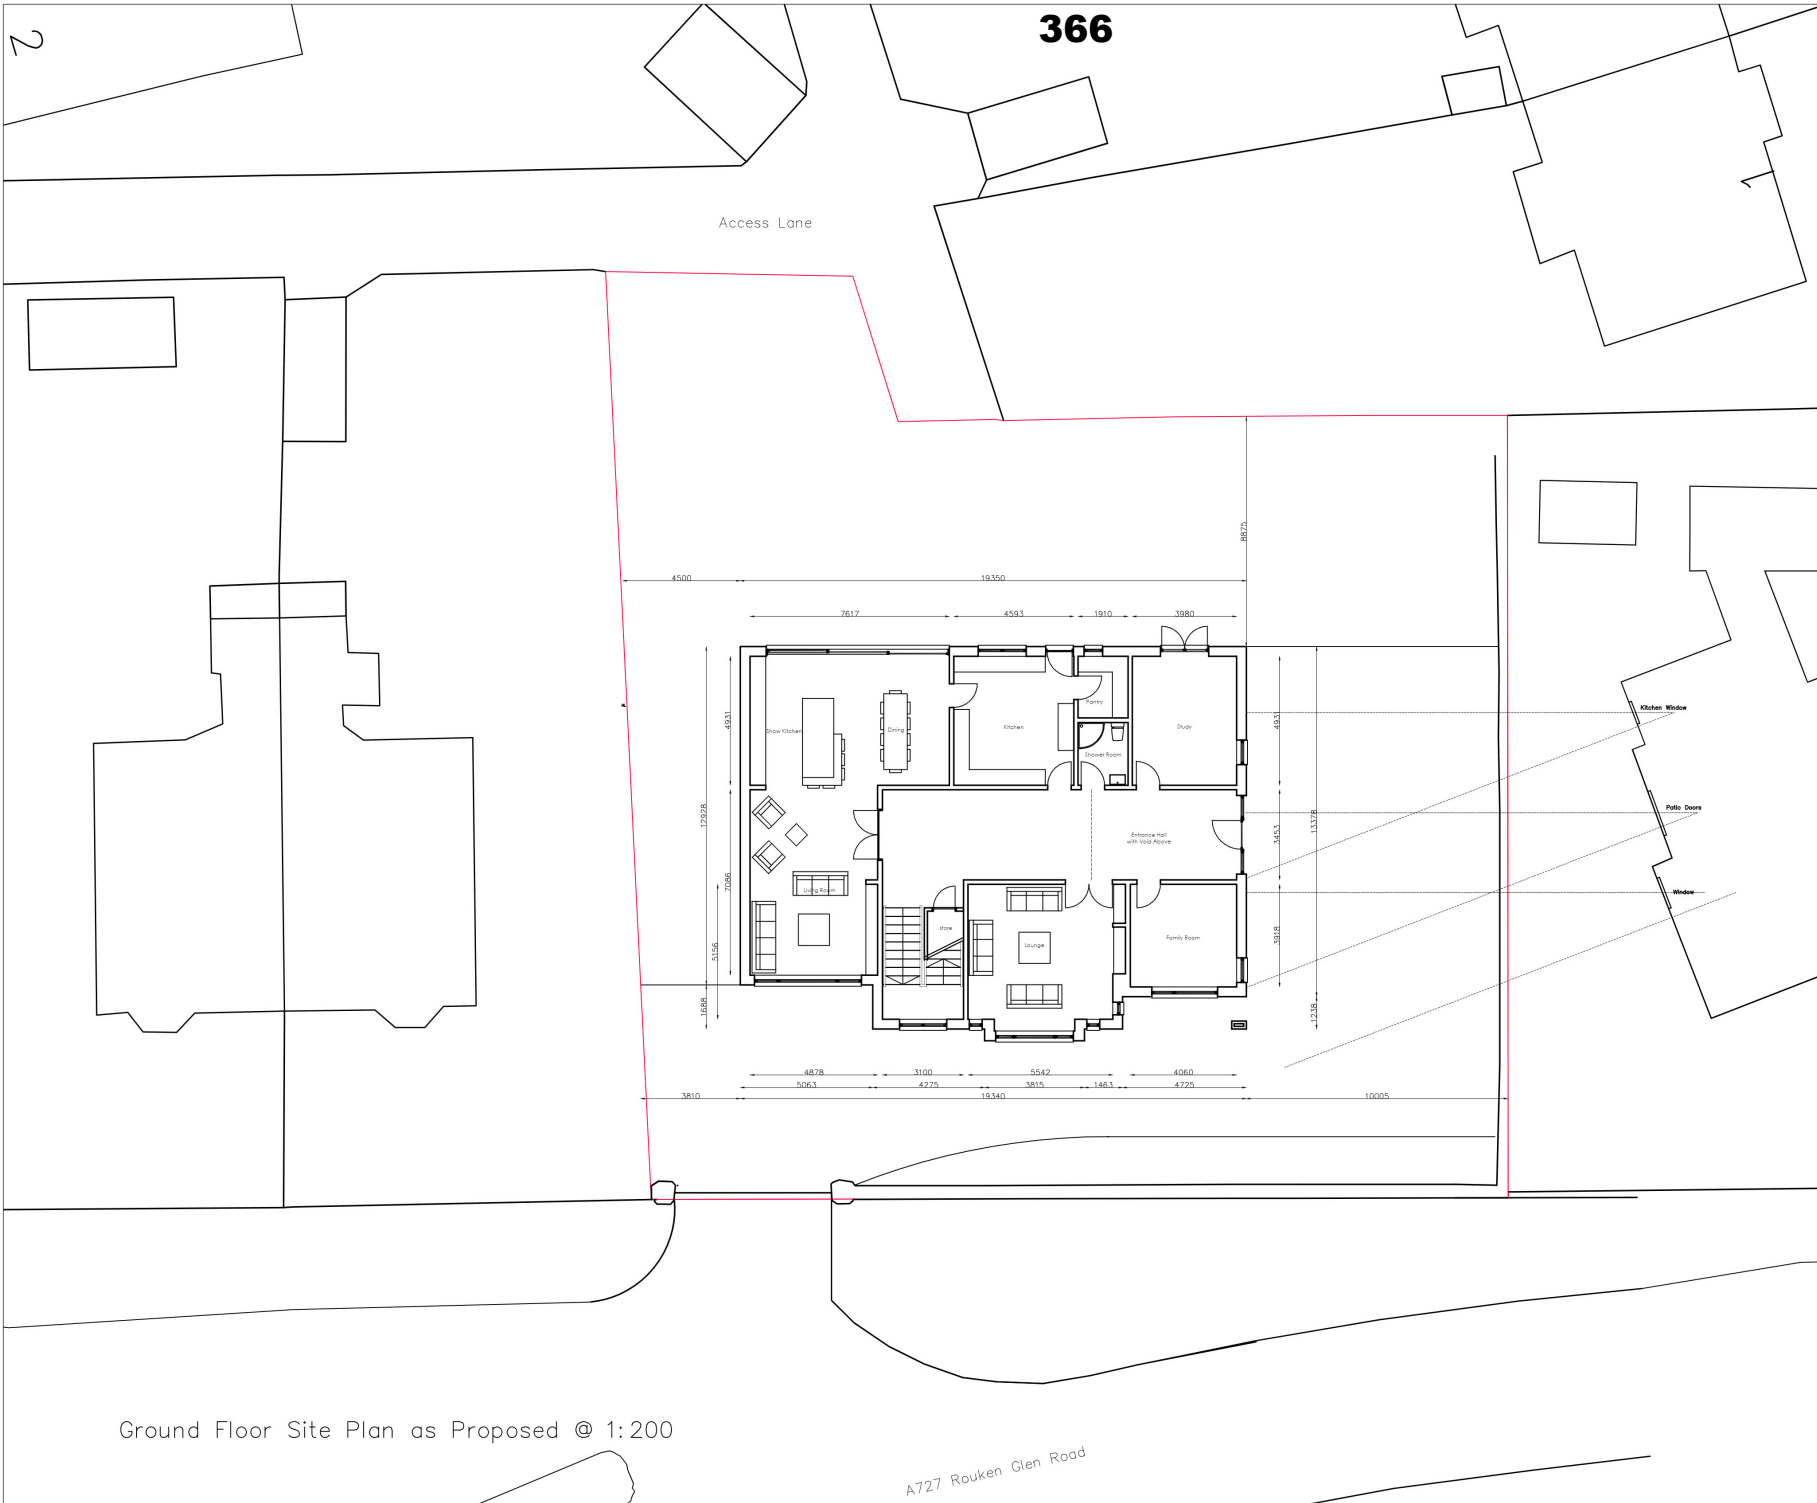 2
366
1
Access Lane
8875
4500
19350
7617
4593
1910
3980
4931
Show Kitchen
Dining
Kitchen
Pantry
Shower Room
Study
4931
Kitchen Window
12928
7086
5156
1688
Living Room
store
Lounge
Entrance Hall
with Void Above
Family Room
3453
13378
3918
1238
Patio Doors
Window
4878
3100
5542
4060
5063
4275
3815
1463
4725
3810
19340
10005
Ground Floor Site Plan as Proposed @ 1:200
A727 Rouken Glen Road